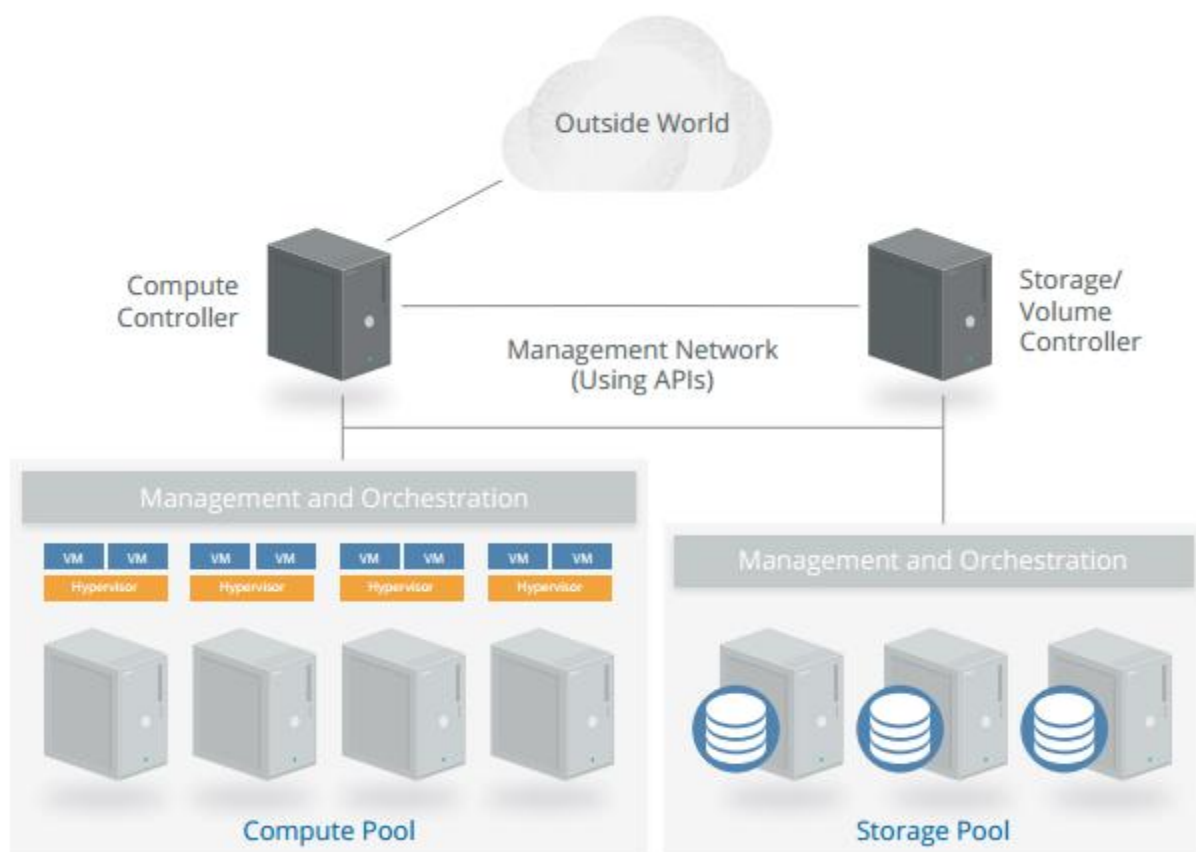 Outside World
Compute
Controller
Storage/
Volume
Controller
Management Network
(Using APIs)
Management and Orchestration
VM VM VM VM VM VM VM VM
Hypervisor Hypervisor Hypervisor Hypervisor
Management and Orchestration
Compute Pool
Storage Pool